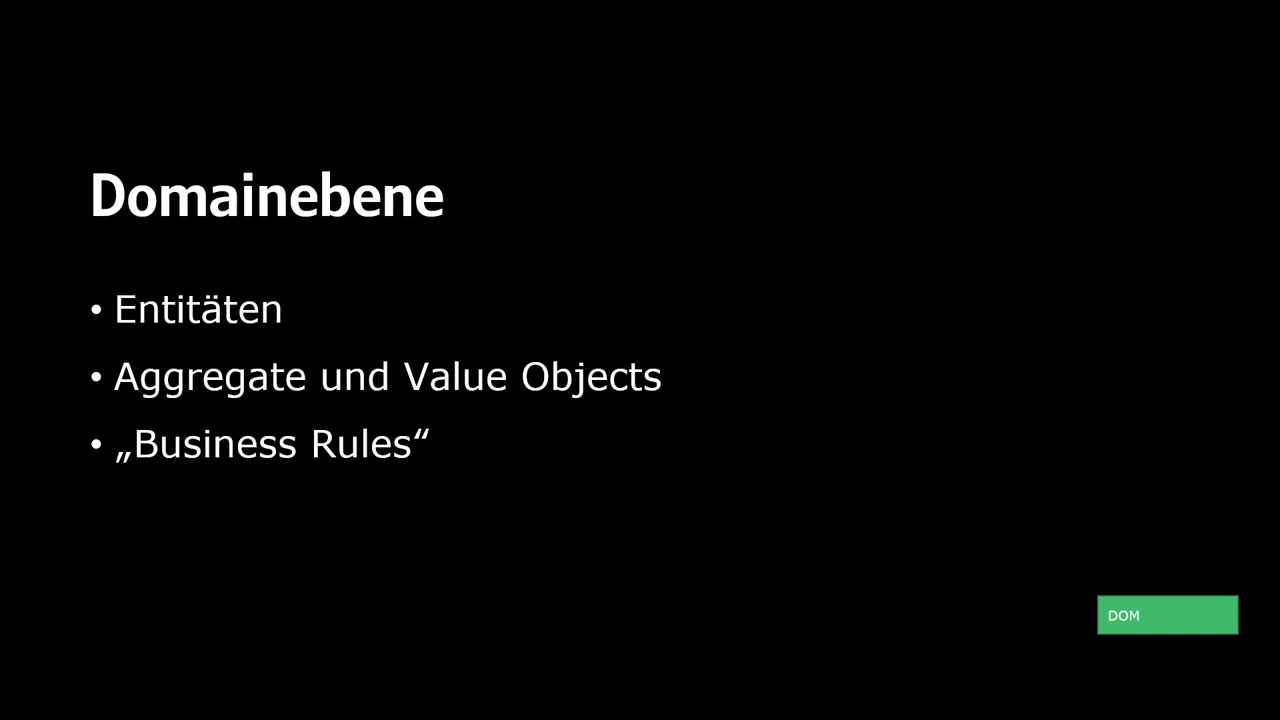 Domainebene
• Entitäten
• Aggregate und Value Objects
• „Business Rules“
DOM